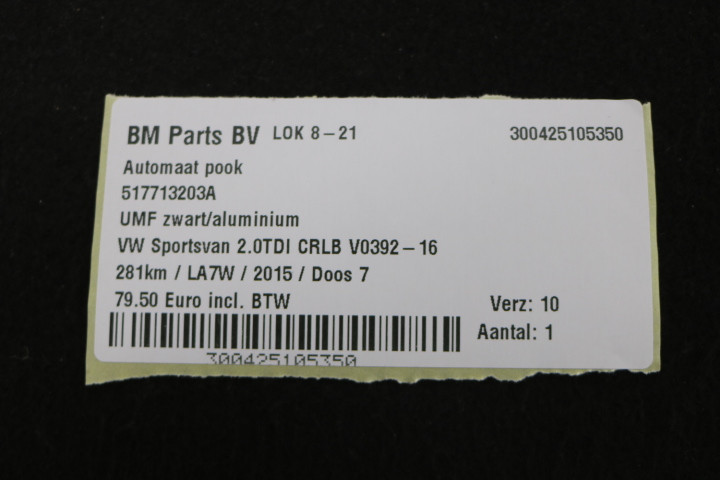 BM Parts BV LOK 8-21 300425105350
Automaat pook
517713203A
UMF zwart/aluminium
VW Sportsvan 2.0TDI CRLB V0392-16
281km / LA7W / 2015 / Doos 7
79.50 Euro incl. BTW Verz: 10
Aantal: 1
300425105350